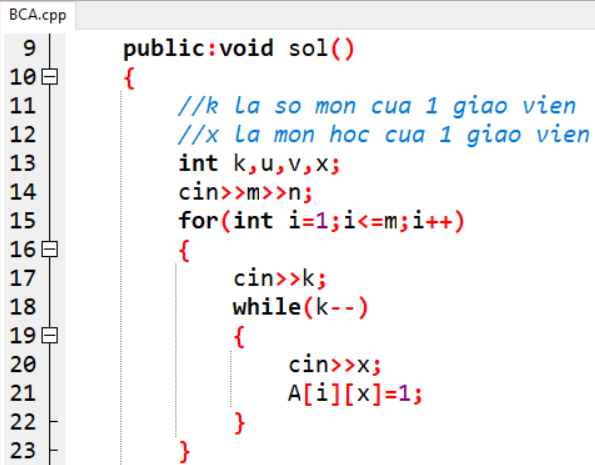 BCA.cpp
9 public:void sol()
10 {
11 //k la so mon cua 1 giao vien
12 //x la mon hoc cua 1 giao vien
13 int k,u,v,x;
14 cin>>m>>n;
15 for(int i=1;i<=m;i++)
16 {
17 cin>>k;
18 while(k--)
19 {
20 cin>>x;
21 A[i][x]=1;
22 }
23 }